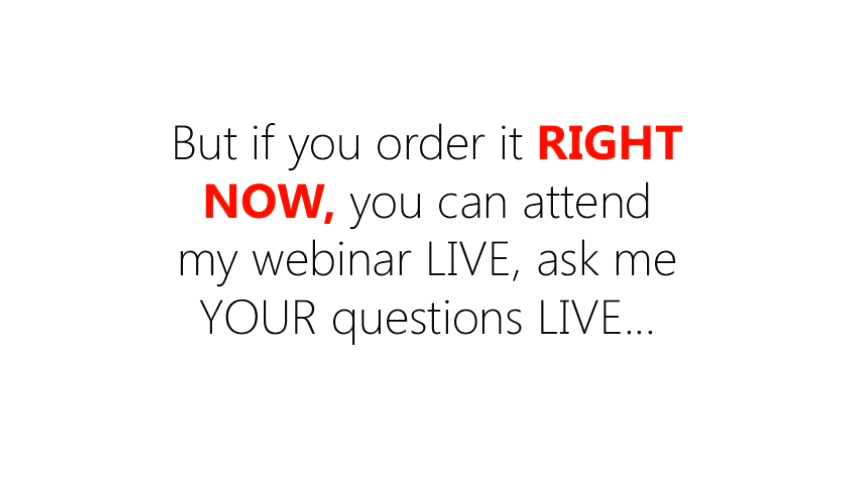 But if you order it RIGHT
NOW, you can attend
my webinar LIVE, ask me
YOUR questions LIVE...